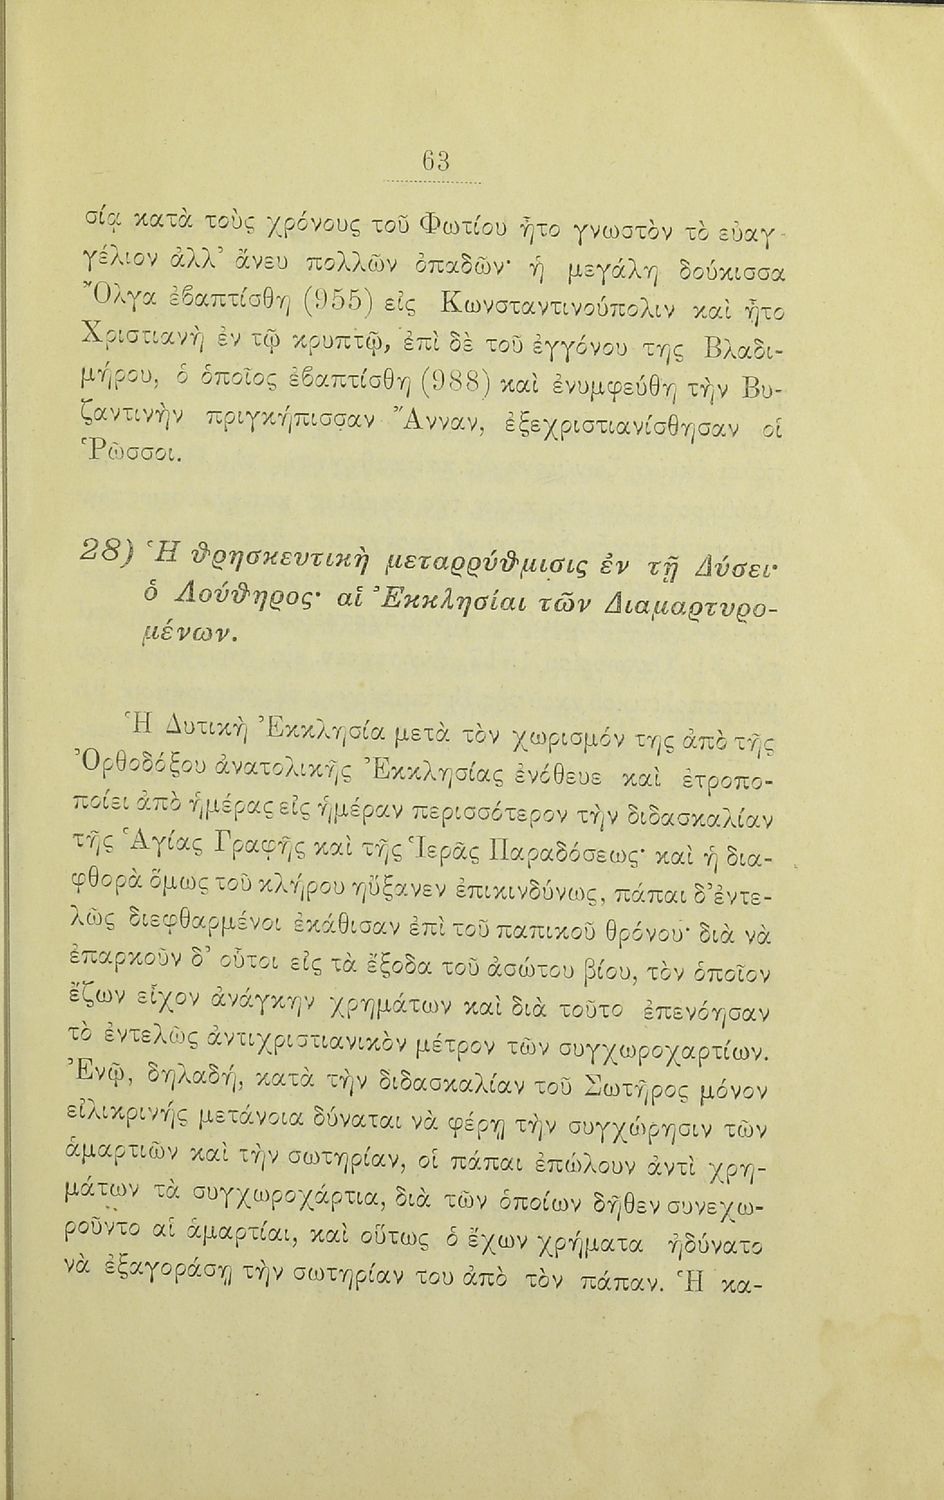 63
σίᾳ κατὰ τοὺς χρόνους τοῦ Φωτίου ἦτο γνωστὸν τὸ εὐαγ-
γέλιον ἀλλ’ ἄνευ πολλῶν ὀπαδῶν· ἡ μεγάλη δούκισσα
Ὄλγα ἐβαπτίσθη (955) εἰς Κωνσταντινούπολιν καὶ ἦτο
Χριστιανὴ ἐν τῷ κρυπτῷ, ἐπὶ δὲ τοῦ ἐγγόνου της Βλαδι-
μήρου, ὁ ὁποῖος ἐβαπτίσθη (988) καὶ ἐνυμφεύθη τὴν Βυ-
ζαντινὴν πριγκήπισσαν Ἄνναν, ἐξεχριστιανίσθησαν οἱ
Ῥῶσσοι.
28) Ἡ θρησκευτικὴ μεταρρύθμισις ἐν τῇ Δύσει·
ὁ Λούθηρος· αἱ Ἐκκλησίαι τῶν Διαμαρτυρο-
μένων.
Ἡ Δυτικὴ Ἐκκλησία μετὰ τὸν χωρισμόν της ἀπὸ τῆς
Ὀρθοδόξου ἀνατολικῆς Ἐκκλησίας ἐνόθευε καὶ ἐτροπο-
ποίει ἀπὸ ἡμέρας εἰς ἡμέραν περισσότερον τὴν διδασκαλίαν
τῆς Ἁγίας Γραφῆς καὶ τῆς Ἱερᾶς Παραδόσεως· καὶ ἡ δια-
φθορὰ ὅμως τοῦ κλήρου ηὔξανεν ἐπικινδύνως, πάπαι δ’ἐντε-
λῶς διεφθαρμένοι ἐκάθισαν ἐπὶ τοῦ παπικοῦ θρόνου· διὰ νὰ
ἐπαρκοῦν δ’ οὗτοι εἰς τὰ ἔξοδα τοῦ ἀσώτου βίου, τὸν ὁποῖον
ἔζων εἶχον ἀνάγκην χρημάτων καὶ διὰ τοῦτο ἐπενόησαν
τὸ ἐντελῶς ἀντιχριστιανικὸν μέτρον τῶν συγχωροχαρτίων.
Ἐνῷ, δηλαδή, κατὰ τὴν διδασκαλίαν τοῦ Σωτῆρος μόνον
εἰλικρινής μετάνοια δύναται νὰ φέρῃ τὴν συγχώρησιν τῶν
ἁμαρτιῶν καὶ τὴν σωτηρίαν, οἱ πάπαι ἐπώλουν ἀντὶ χρη-
μάτων τὰ συγχωροχάρτια, διὰ τῶν ὁποίων δῆθεν συνεχω-
ροῦντο αἱ ἁμαρτίαι, καὶ οὕτως ὁ ἔχων χρήματα ἠδύνατο
νὰ ἐξαγοράσῃ τὴν σωτηρίαν του ἀπὸ τὸν πάπαν. Ἡ κα-